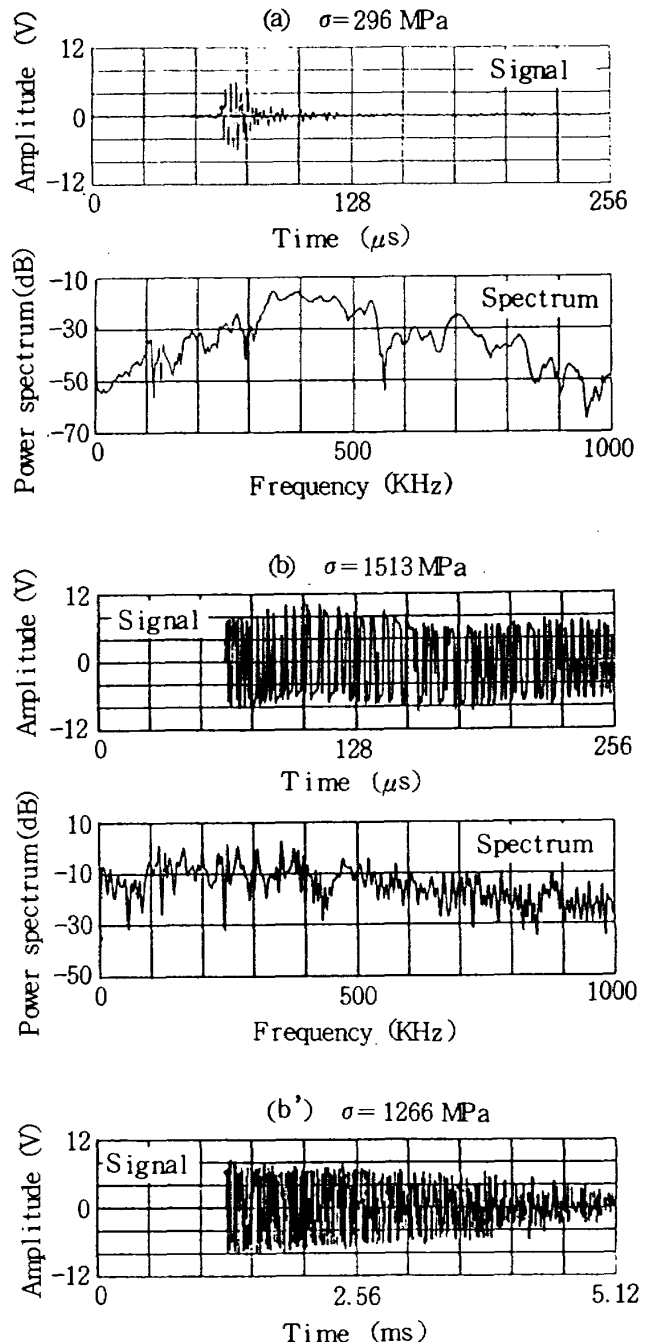 (a) σ=296 MPa
Amplitude (V)
12
0
-12
Signal
0 128 256
Time (μs)
Power spectrum(dB)
-10
-30
-50
-70
Spectrum
0 500 1000
Frequency (KHz)
(b) σ=1513 MPa
Amplitude (V)
12
0
-12
Signal
0 128 256
Time (μs)
Power spectrum(dB)
10
-10
-30
-50
Spectrum
0 500 1000
Frequency (KHz)
(b') σ=1266 MPa
Amplitude (V)
12
0
-12
Signal
0 2.56 5.12
Time (ms)